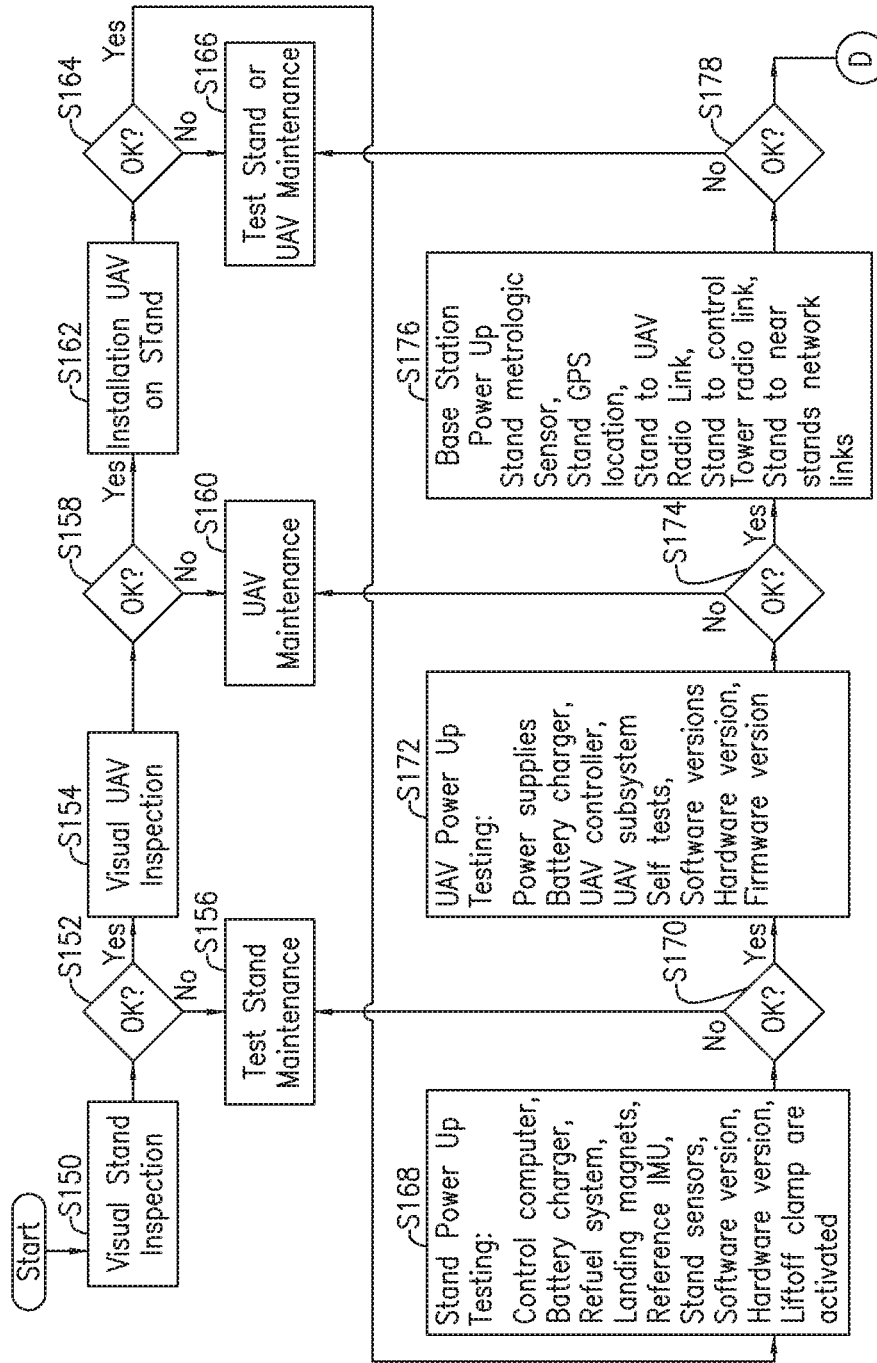 Start
S150
Visual Stand
Inspection
S152
OK?
Yes
No
S156
Test Stand
Maintenance
S154
Visual UAV
Inspection
S158
OK?
Yes
No
S160
UAV
Maintenance
S162
Installation UAV
on STand
S164
OK?
Yes
No
S166
Test Stand or
UAV Maintenance
S168
Stand Power Up
Testing:
Control computer,
Battery charger,
Refuel system,
Landing magnets,
Reference IMU,
Stand sensors,
Software version,
Hardware version,
Liftoff clamp are
activated
S170
OK?
No
Yes
S172
UAV Power Up
Testing:
Power supplies
Battery charger,
UAV controller,
UAV subsystem
Self tests,
Software versions
Hardware version,
Firmware version
S174
OK?
No
Yes
S176
Base Station
Power Up
Stand metrologic
Sensor,
Stand GPS
location,
Stand to UAV
Radio Link,
Stand to control
Tower radio link,
Stand to near
stands network
links
S178
OK?
No
D